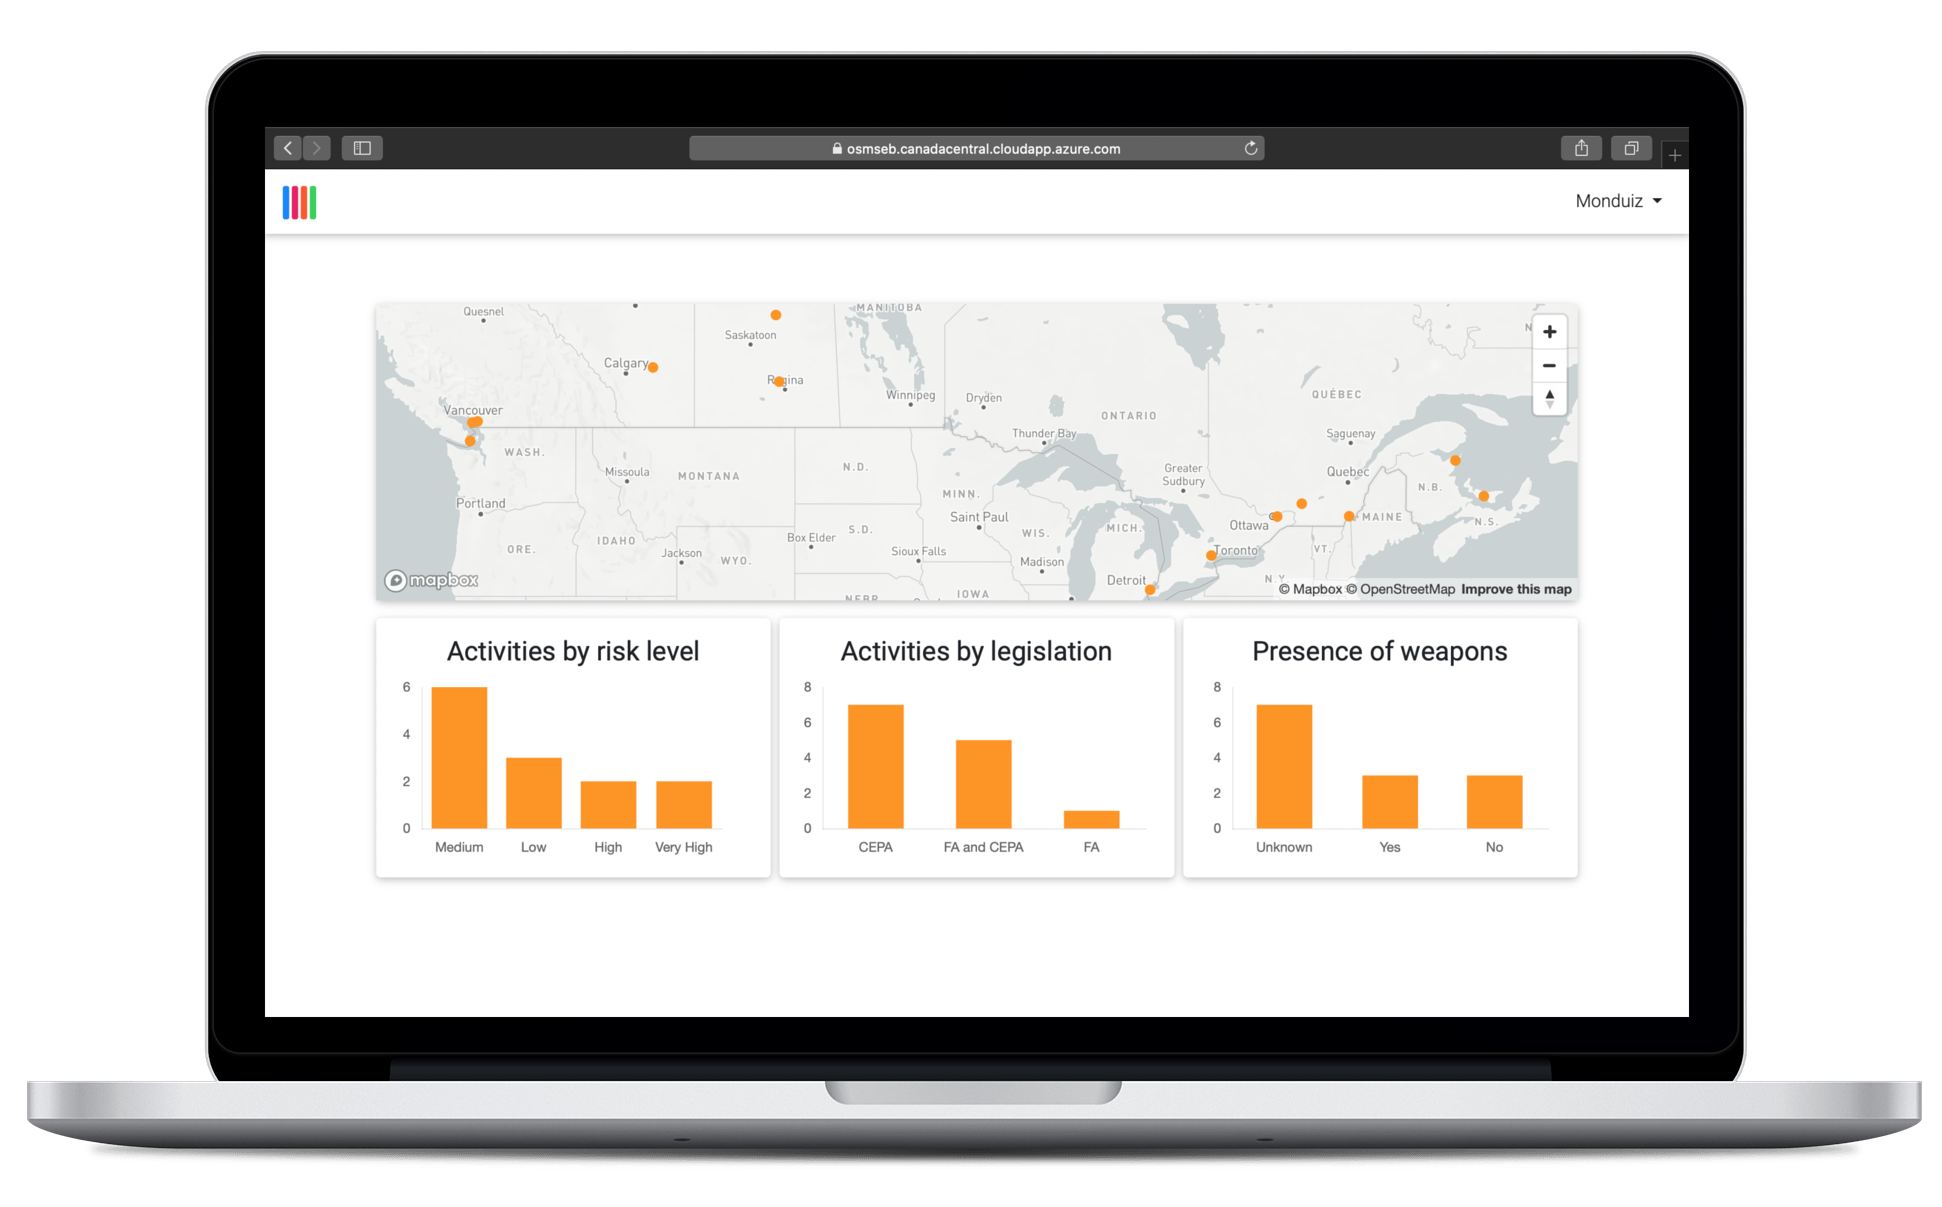 osmseb.canadacentral.cloudapp.azure.com
Monduiz
MANITOBA
Quesnel
Saskatoon
Calgary
Regina
Winnipeg
Dryden
QUÉBEC
Vancouver
ONTARIO
Thunder Bay
Saguenay
WASH.
Missoula
MONTANA
N.D.
Greater
Sudbury
Quebec
N.B.
MINN.
Portland
Saint Paul
Ottawa
MAINE
N.S.
S.D.
WIS.
MICH.
Box Elder
IDAHO
ORE.
Jackson
WYO.
Sioux Falls
Madison
Toronto
VT.
Detroit
N.Y.
mapbox
NEBR.
IOWA
© Mapbox © OpenStreetMap Improve this map
Activities by risk level
6
4
2
0
Medium Low High Very High
Activities by legislation
8
6
4
2
0
CEPA FA and CEPA FA
Presence of weapons
8
6
4
2
0
Unknown Yes No